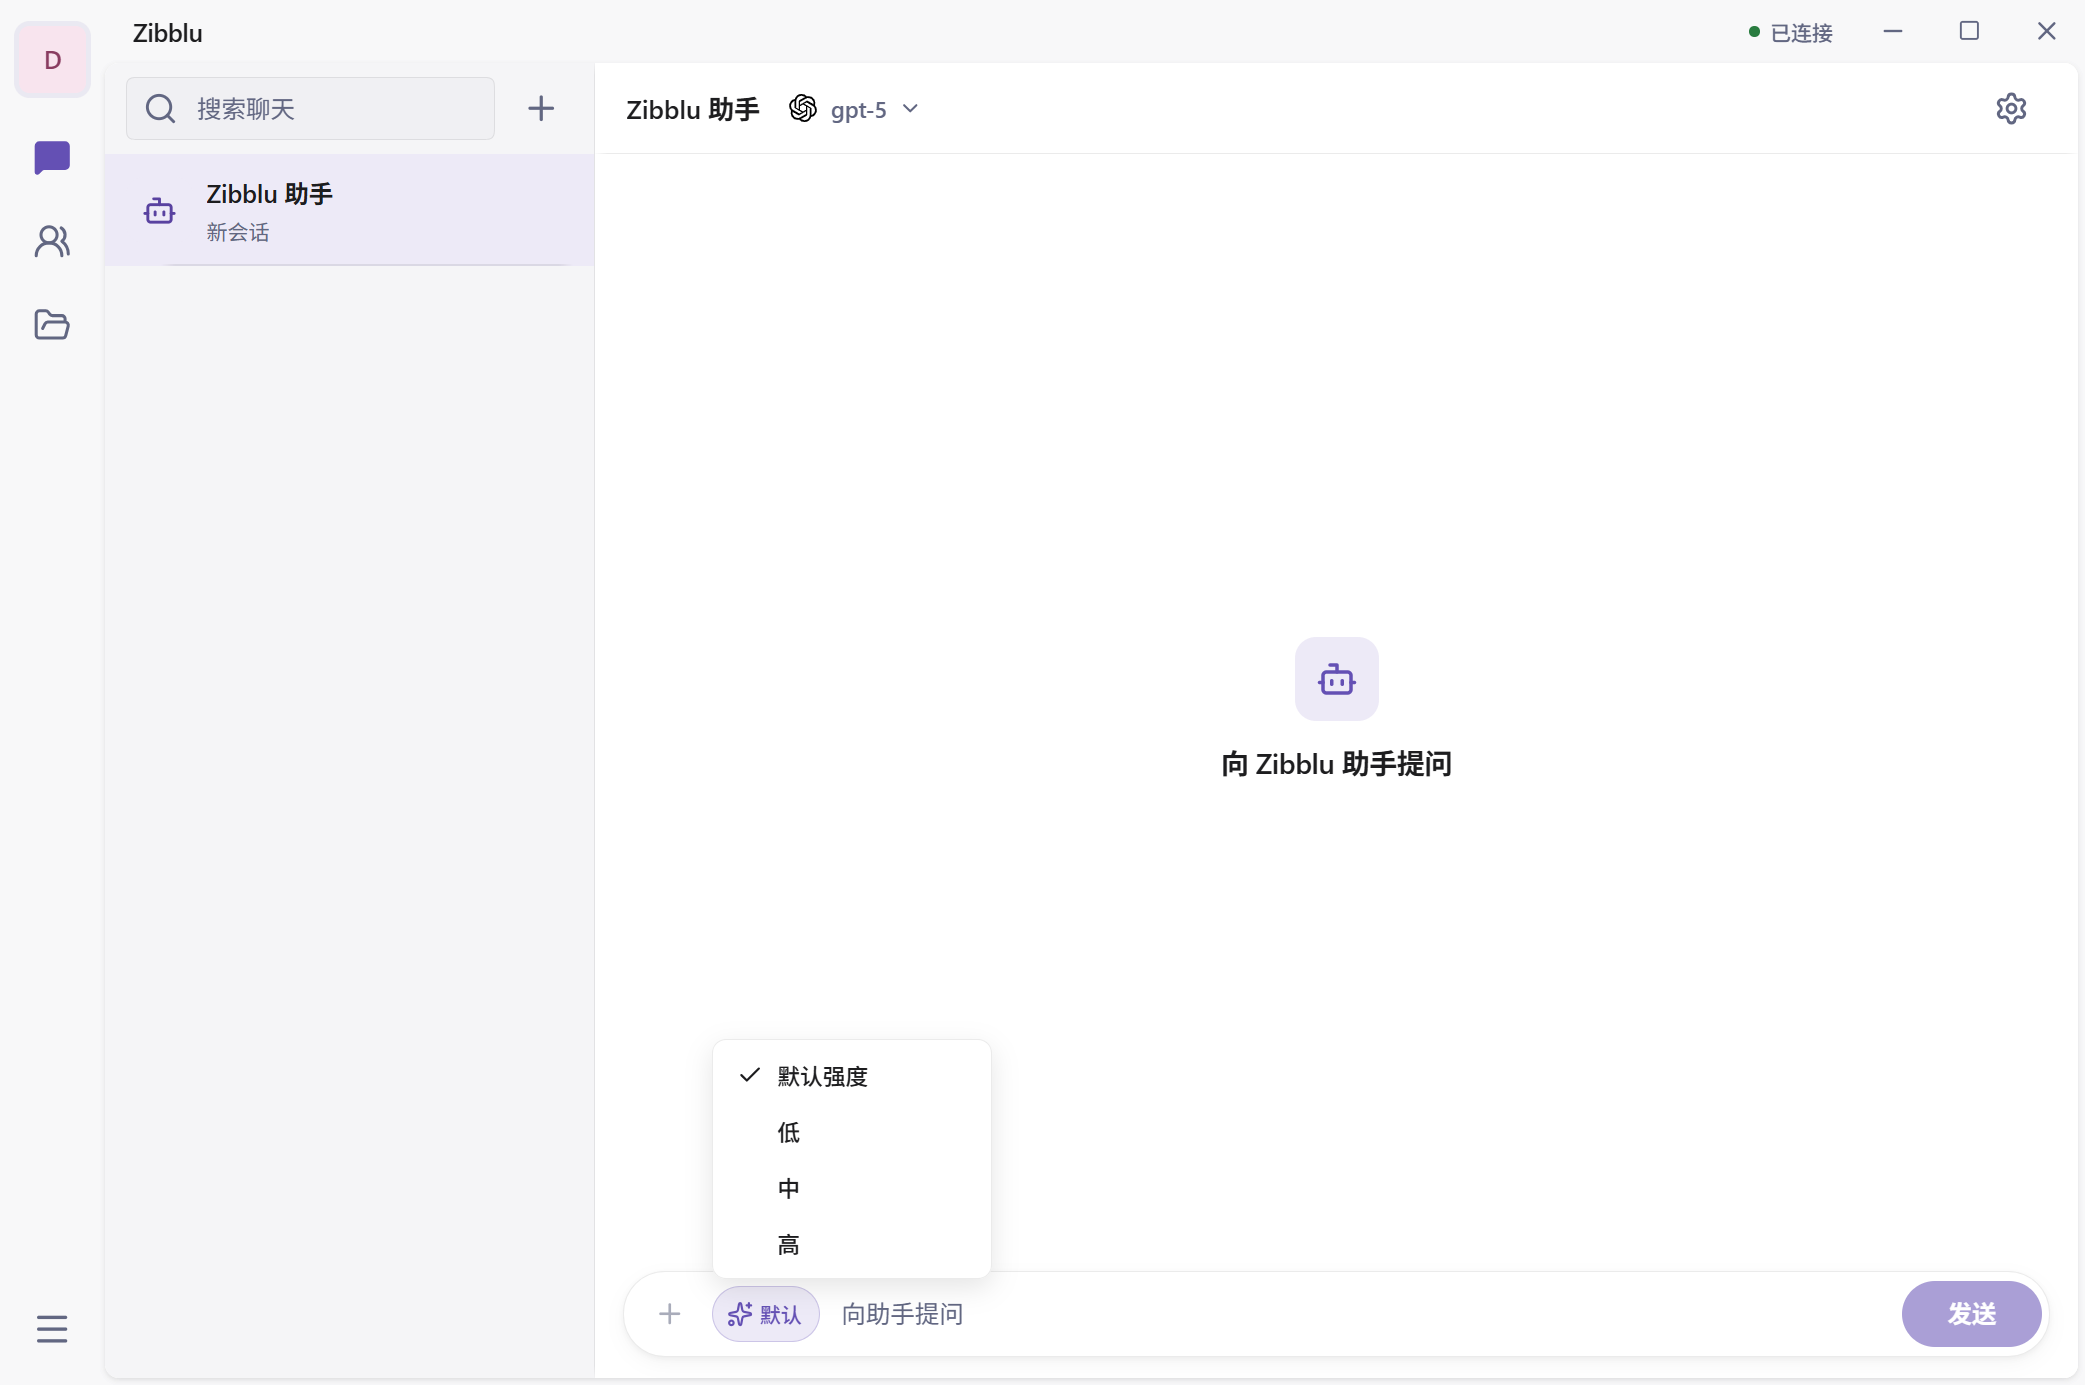 D
Zibblu
已连接
搜索聊天
Zibblu 助手
新会话
Zibblu 助手
gpt-5
向 Zibblu 助手提问
默认强度
低
中
高
默认
向助手提问
发送